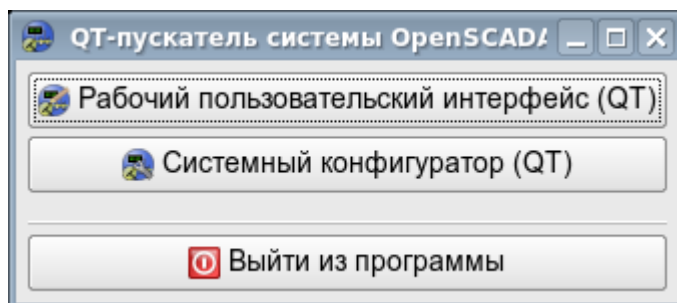 QT-пускатель системы OpenSCADA
Рабочий пользовательский интерфейс (QT)
Системный конфигуратор (QT)
Выйти из программы